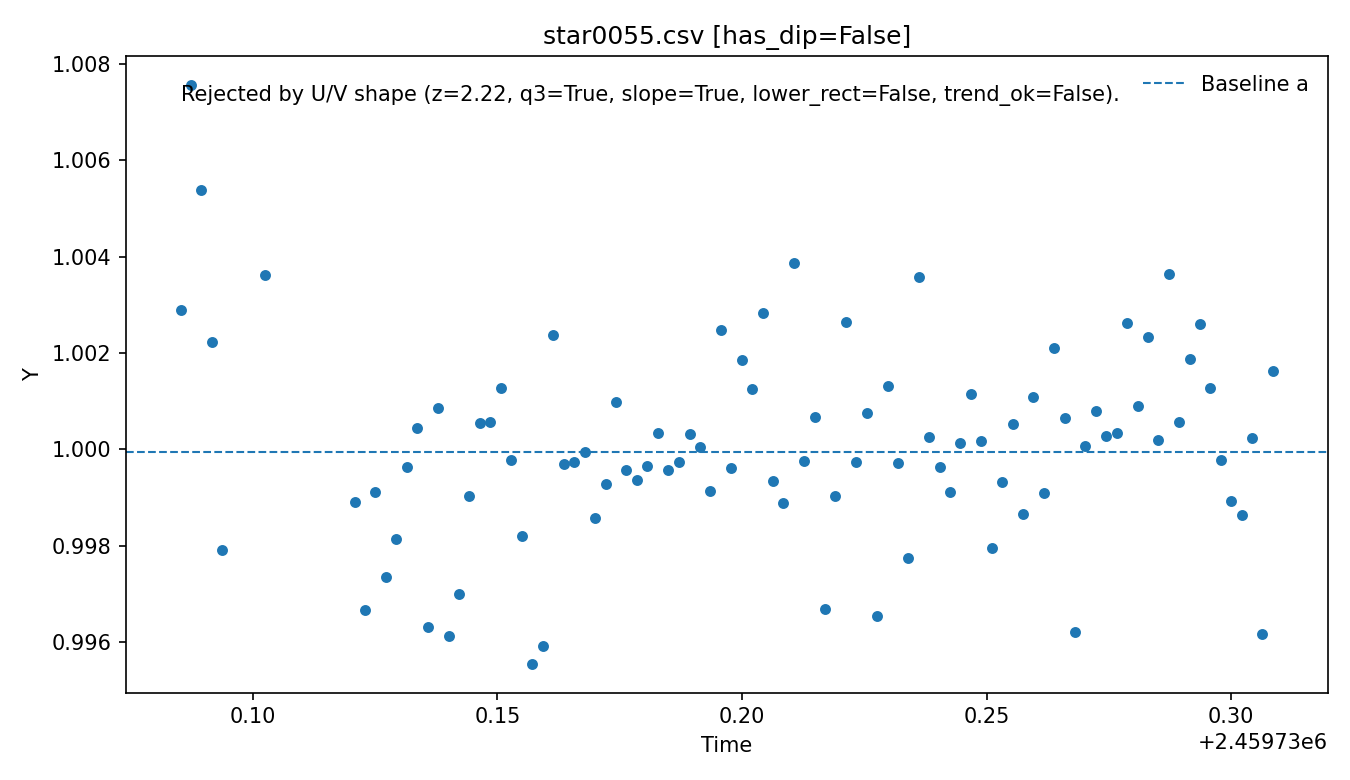 star0055.csv [has_dip=False]
Rejected by U/V shape (z=2.22, q3=True, slope=True, lower_rect=False, trend_ok=False).
Baseline a
1.008
1.006
1.004
1.002
1.000
0.998
0.996
Y
0.10
0.15
0.20
0.25
0.30
Time
+2.45973e6